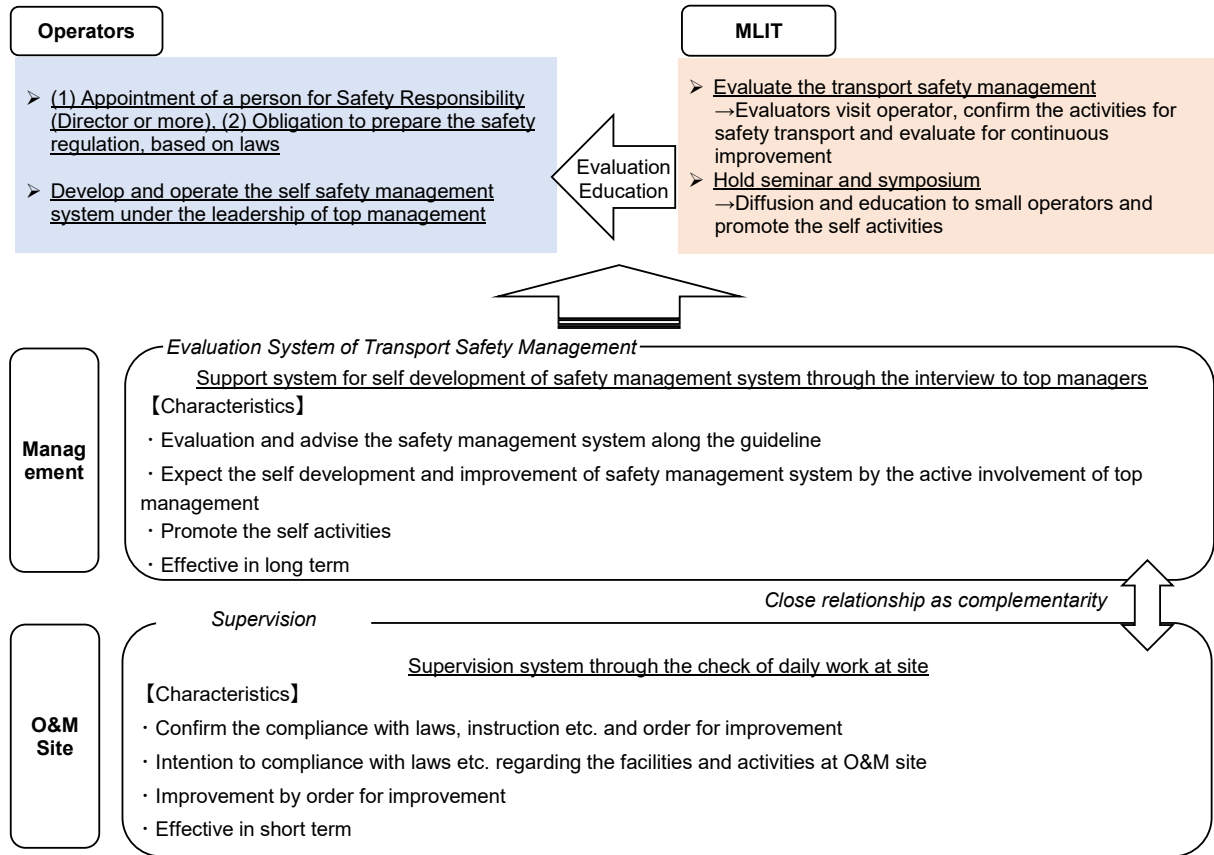 Operators
MLIT
➢ (1) Appointment of a person for Safety Responsibility
(Director or more), (2) Obligation to prepare the safety
regulation, based on laws
➢ Develop and operate the self safety management
system under the leadership of top management
Evaluation
Education
➢ Evaluate the transport safety management
→Evaluators visit operator, confirm the activities for
safety transport and evaluate for continuous
improvement
➢ Hold seminar and symposium
→Diffusion and education to small operators and
promote the self activities
Manag
ement
Evaluation System of Transport Safety Management
Support system for self development of safety management system through the interview to top managers
【Characteristics】
・Evaluation and advise the safety management system along the guideline
・Expect the self development and improvement of safety management system by the active involvement of top
management
・Promote the self activities
・Effective in long term
Close relationship as complementarity
O&M
Site
Supervision
Supervision system through the check of daily work at site
【Characteristics】
・Confirm the compliance with laws, instruction etc. and order for improvement
・Intention to compliance with laws etc. regarding the facilities and activities at O&M site
・Improvement by order for improvement
・Effective in short term